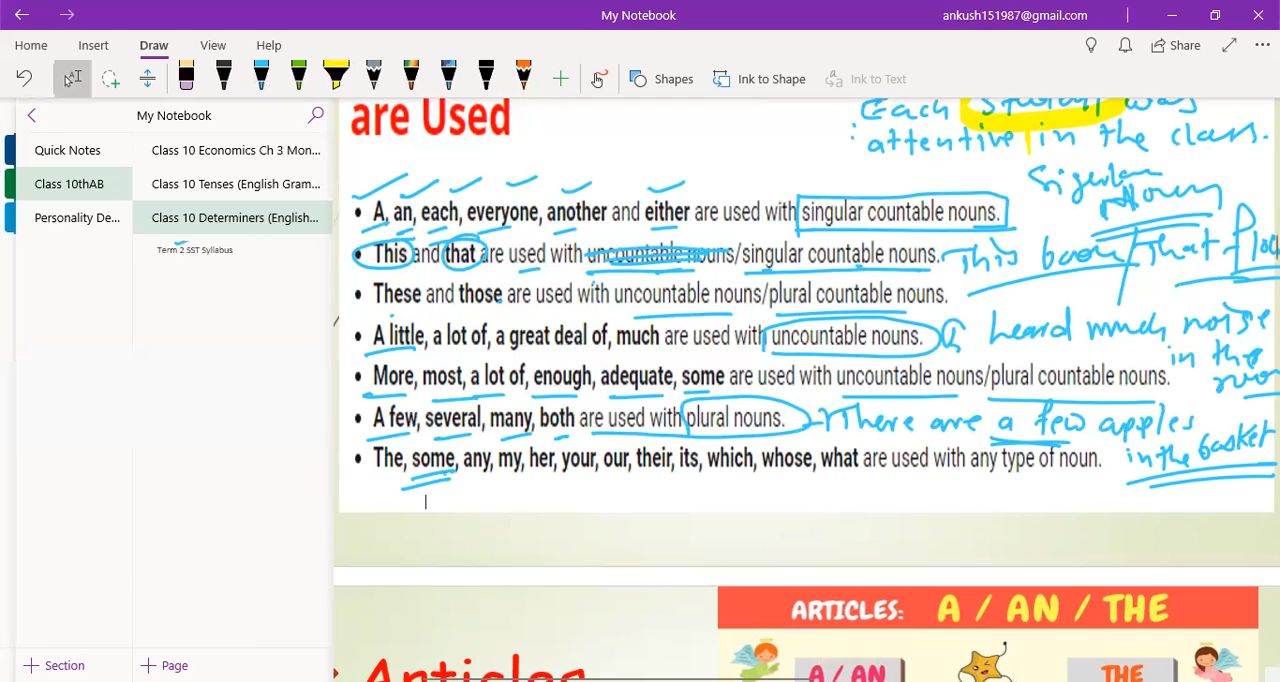 My Notebook
ankush151987@gmail.com
Home Insert Draw View Help
Share
Shapes
Ink to Shape
Ink to Text
My Notebook
Quick Notes
Class 10thAB
Personality De...
Class 10 Economics Ch 3 Mon...
Class 10 Tenses (English Gram...
Class 10 Determiners (English...
Term 2 SST Syllabus
Section
Page
are Used
Each student was
attentive in the class.
• A, an, each, everyone, another and either are used with singular countable nouns.
• This and that are used with uncountable nouns/singular countable nouns.
This book/That
• These and those are used with uncountable nouns/plural countable nouns.
• A little, a lot of, a great deal of, much are used with uncountable nouns.
heard much noise
in the
• More, most, a lot of, enough, adequate, some are used with uncountable nouns/plural countable nouns.
• A few, several, many, both are used with plural nouns.
There are a few apples
in the basket
• The, some, any, my, her, your, our, their, its, which, whose, what are used with any type of noun.
ARTICLES: A / AN / THE
Articles
A / AN
THE